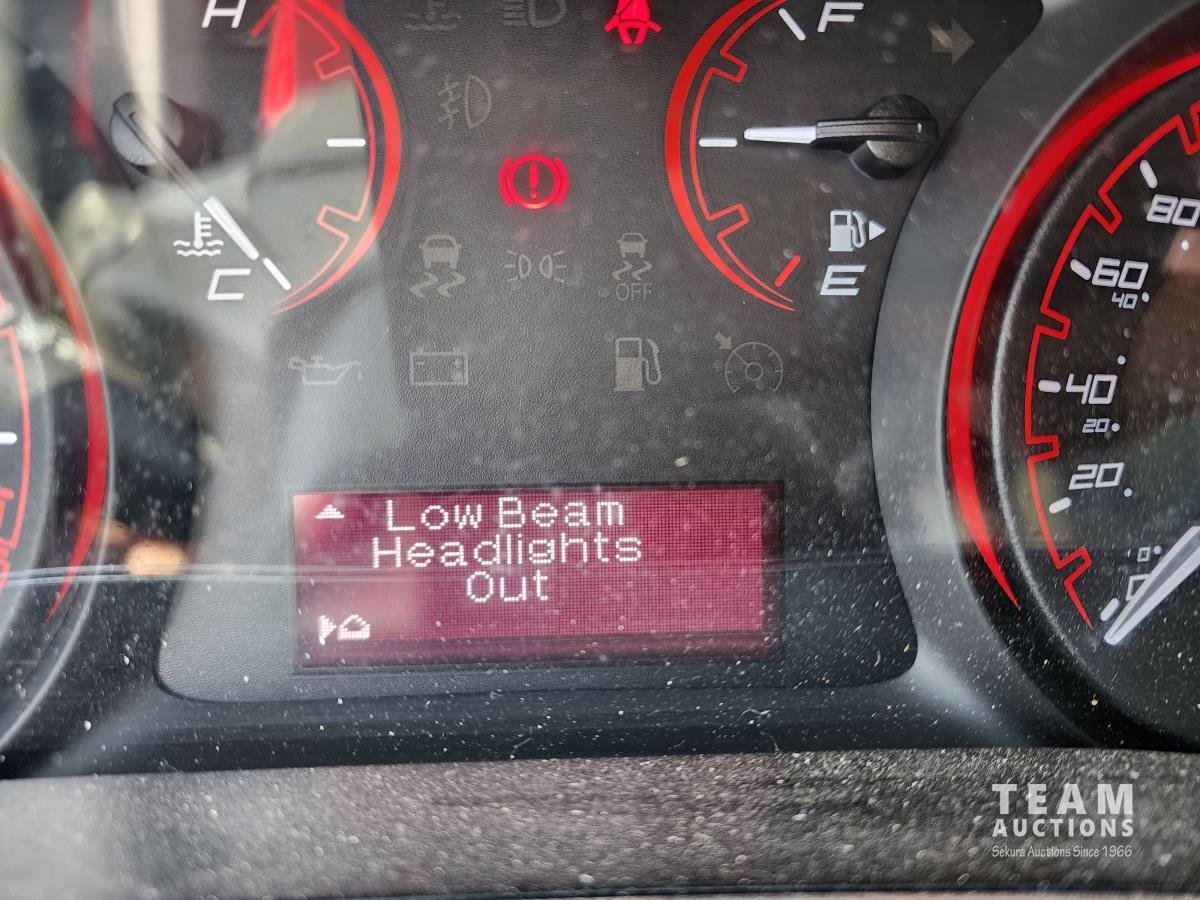 H
F
80
60
40
C
OFF
E
40
20
20
0
Low Beam
Headlights
Out
TEAM
AUCTIONS
Sekura Auctions Since 1966